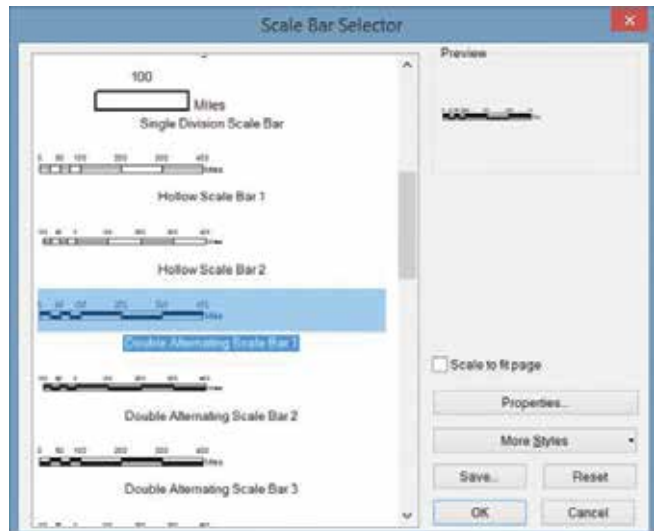 Scale Bar Selector
100
Miles
Single Division Scale Bar
Hollow Scale Bar 1
Hollow Scale Bar 2
Double Alternating Scale Bar 1
Double Alternating Scale Bar 2
Double Alternating Scale Bar 3
Preview
Scale to fit page
Properties...
More Styles
Save...
Reset
OK
Cancel